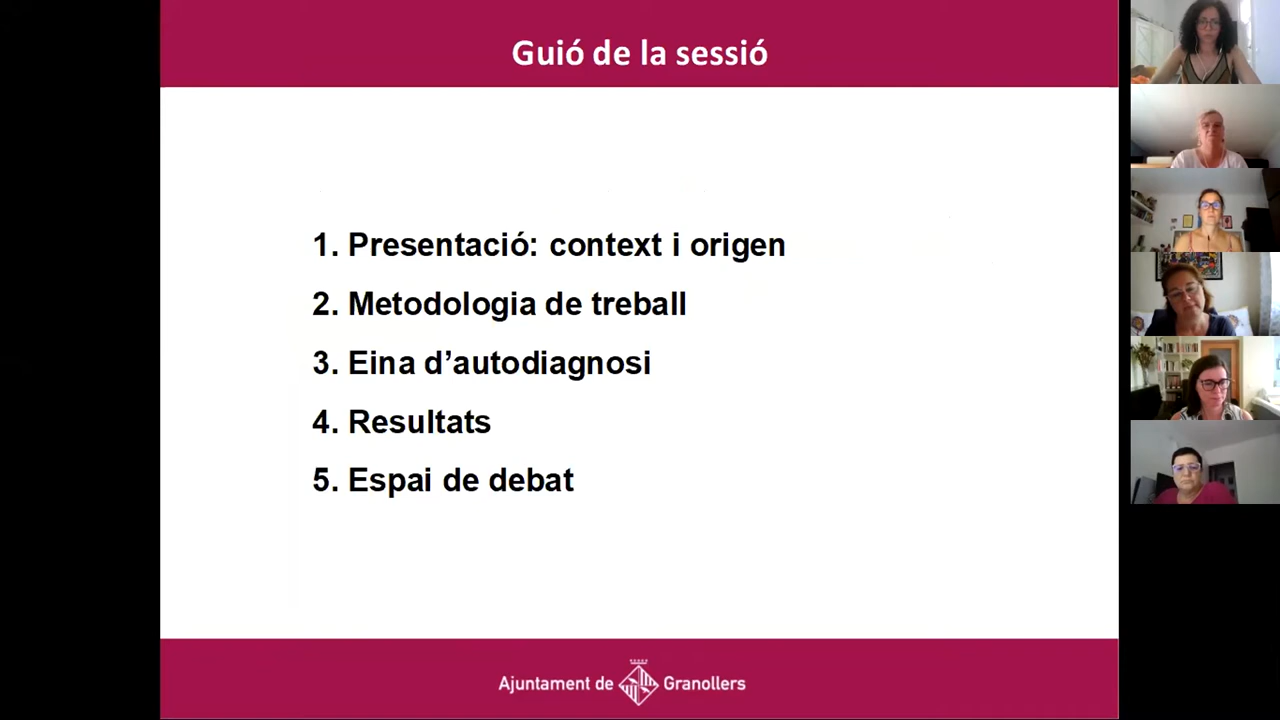 Guió de la sessió
1. Presentació: context i origen
2. Metodologia de treball
3. Eina d’autodiagnosi
4. Resultats
5. Espai de debat
Ajuntament de Granollers